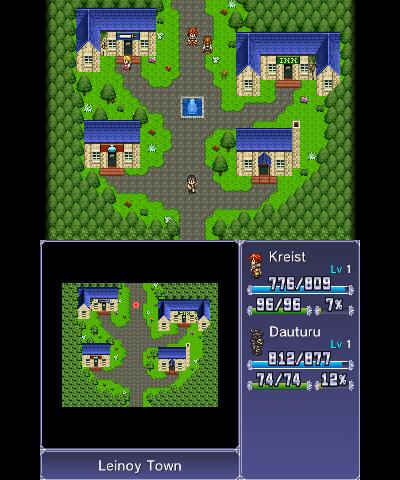 INN
Kreist
Lv 1
776/809
96/96 7%
Dauturu
Lv 1
812/877
74/74 12%
Leinoy Town